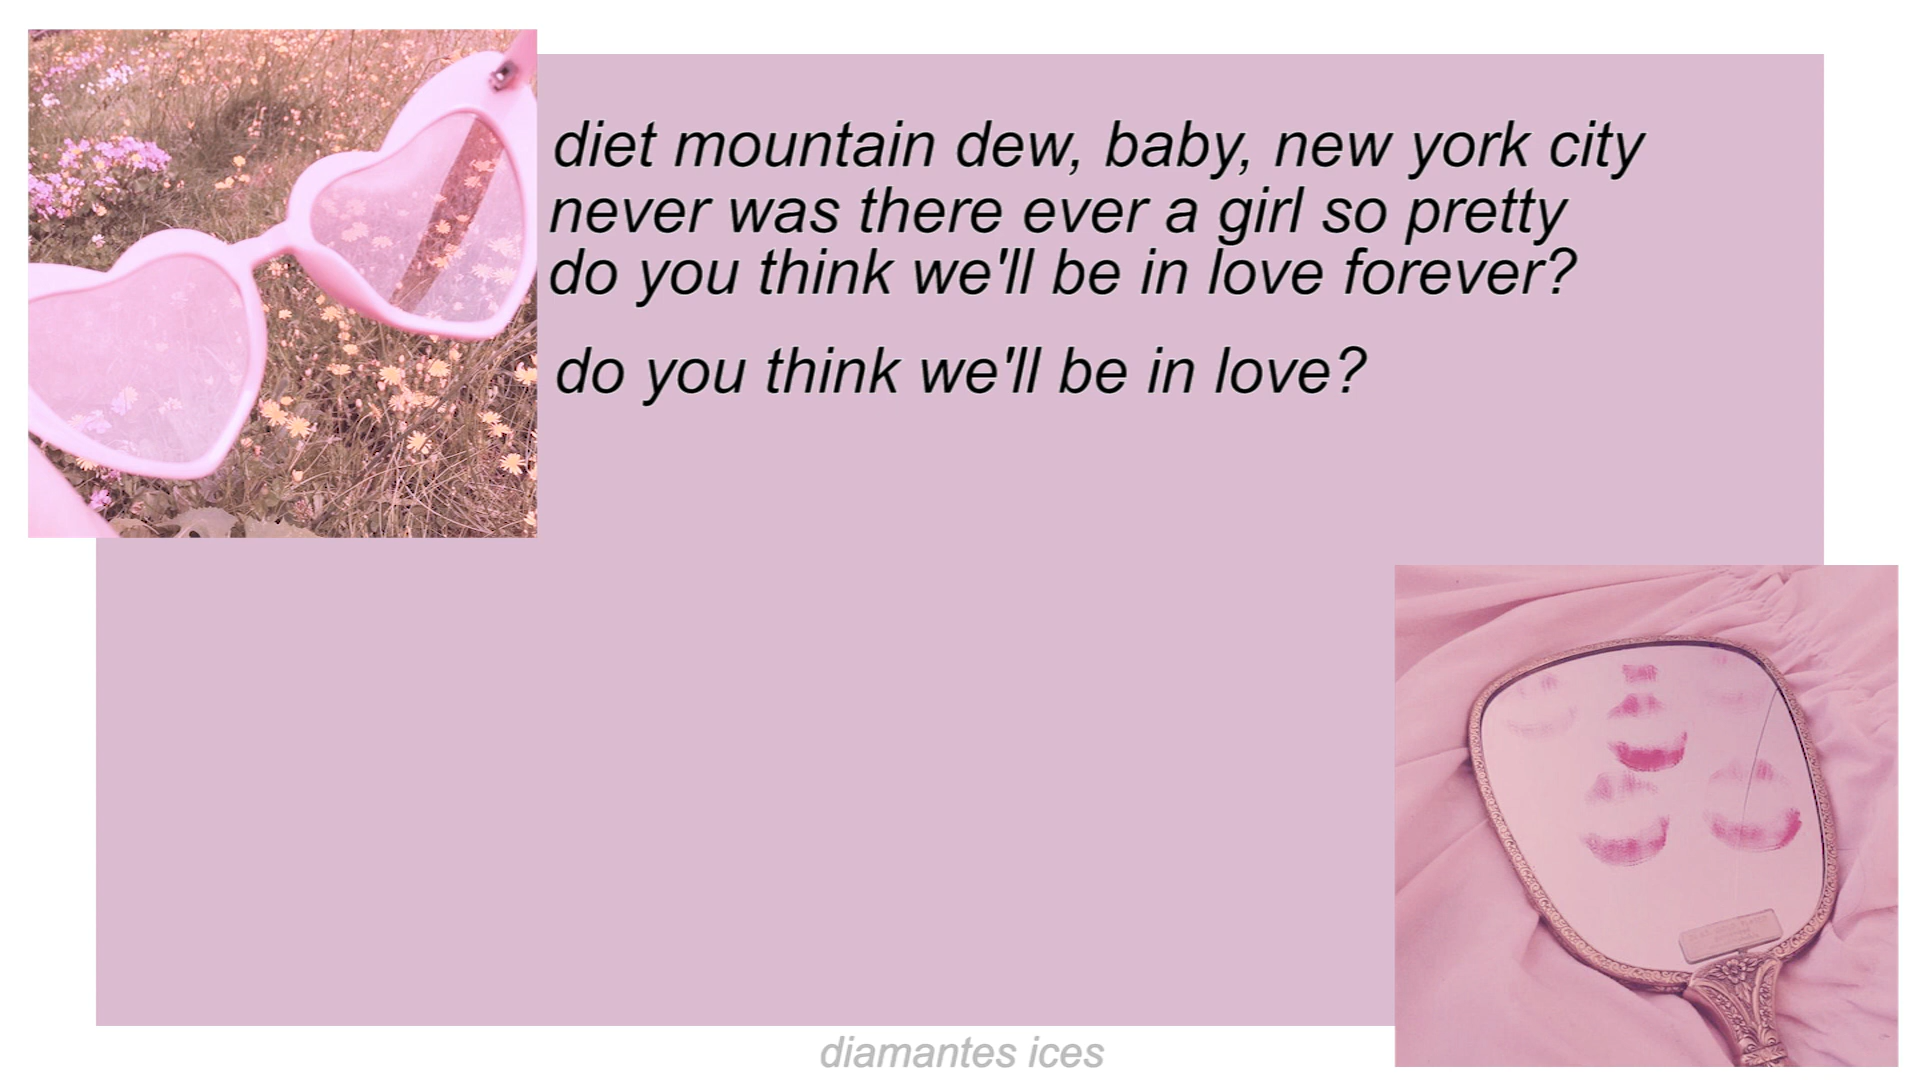 diet mountain dew, baby, new york city
never was there ever a girl so pretty
do you think we'll be in love forever?
do you think we'll be in love?
diamantes ices